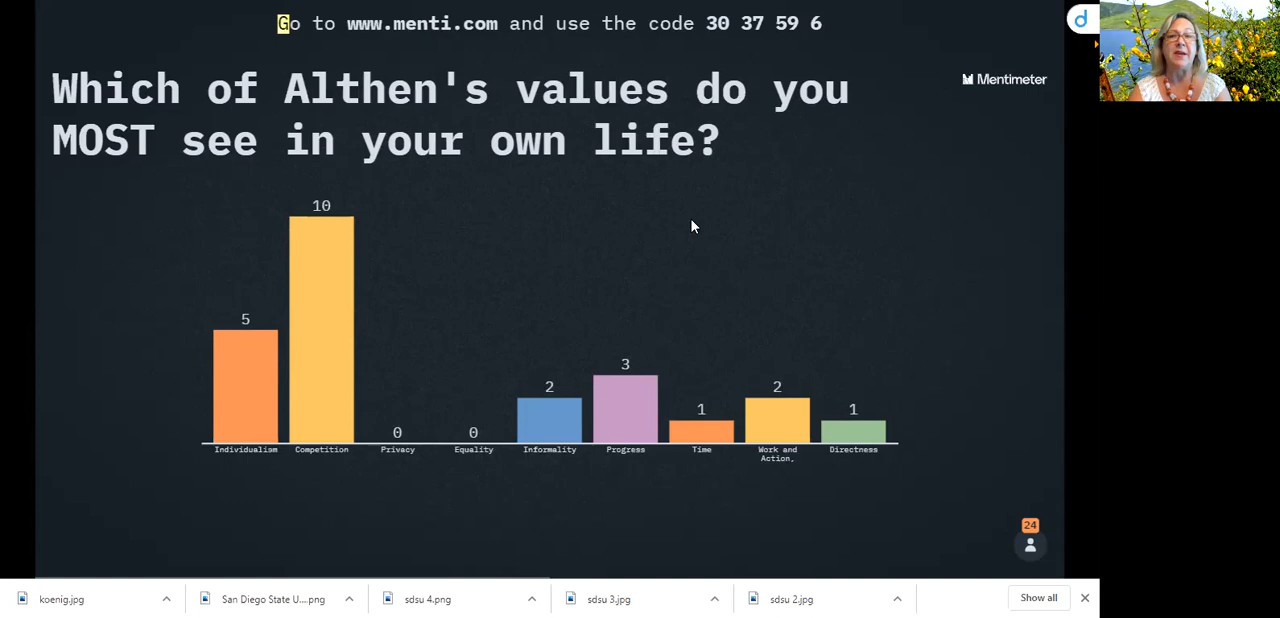 Go to www.menti.com and use the code 30 37 59 6
Which of Althen's values do you
MOST see in your own life?
Mentimeter
d
10
5
0
0
2
3
1
2
1
Individualism
Competition
Privacy
Equality
Informality
Progress
Time
Work and
Action,
Directness
24
koenig.jpg
San Diego State U....png
sdsu 4.png
sdsu 3.jpg
sdsu 2.jpg
Show all